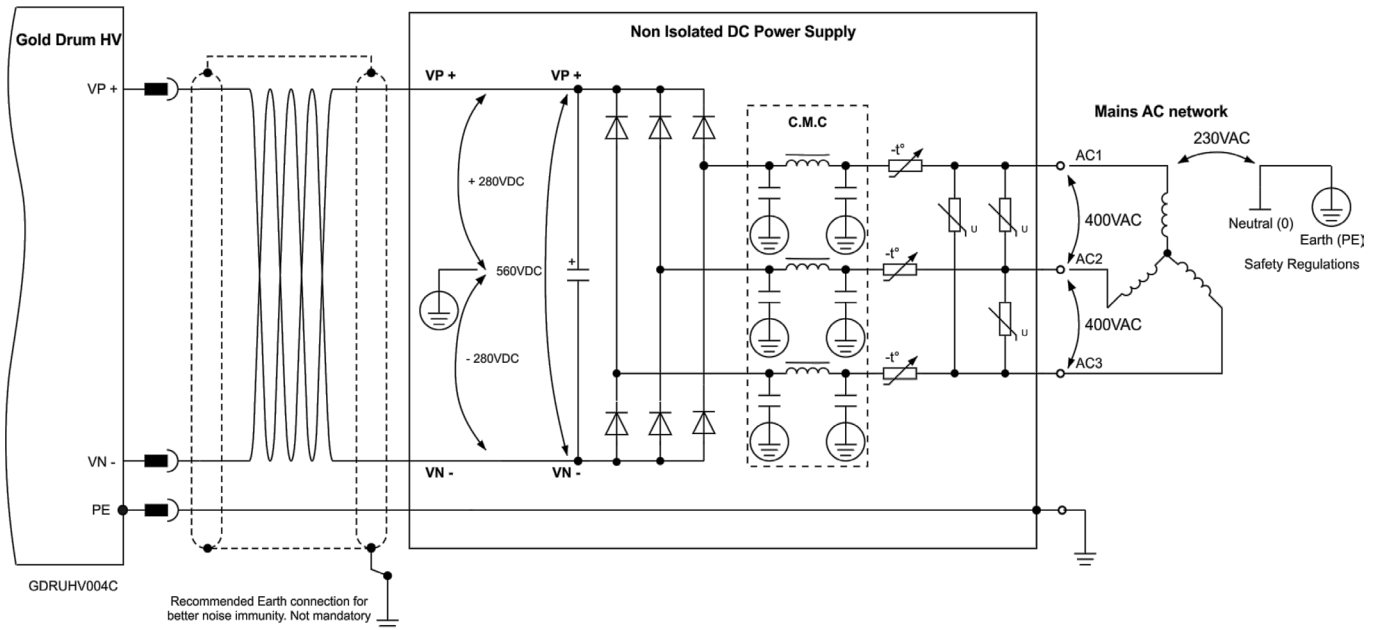 Gold Drum HV
Non Isolated DC Power Supply
VP +
VP +
VP +
C.M.C
Mains AC network
230VAC
-t°
AC1
+ 280VDC
400VAC
U
U
Neutral (0)
Earth (PE)
Safety Regulations
-t°
AC2
560VDC
400VAC
U
- 280VDC
-t°
AC3
VN -
VN -
VN -
PE
GDRUHV004C
Recommended Earth connection for
better noise immunity. Not mandatory